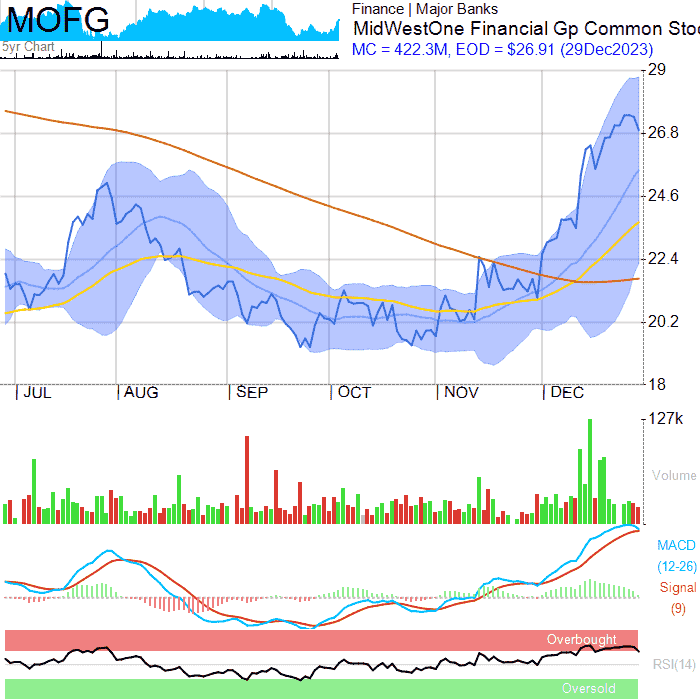 MOFG
5yr Chart
Finance | Major Banks
MidWestOne Financial Gp Common Sto
MC = 422.3M, EOD = $26.91 (29Dec2023)
29
26.8
24.6
22.4
20.2
18
JUL AUG SEP OCT NOV DEC
127k
Volume
MACD
(12-26)
Signal
(9)
Overbought
RSI(14)
Oversold